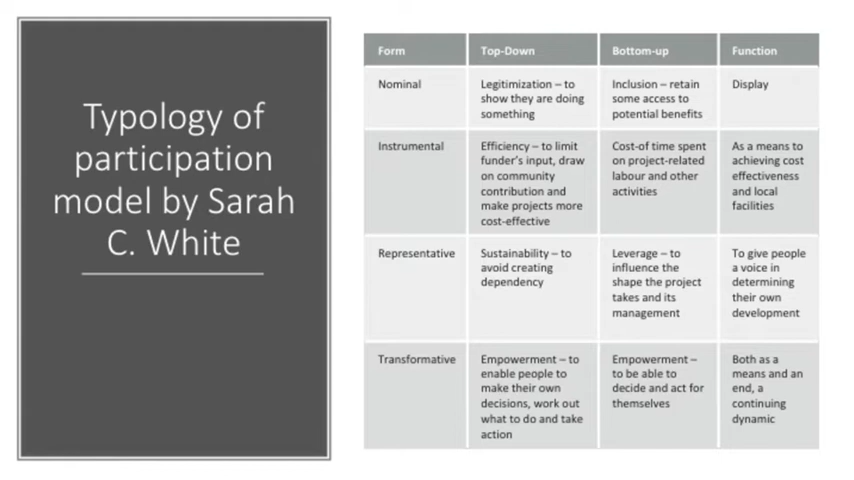 Typology of
participation
model by Sarah
C. White
Form
Top-Down
Bottom-up
Function
Nominal
Legitimization – to
show they are doing
something
Inclusion – retain
some access to
potential benefits
Display
Instrumental
Efficiency – to limit
funder's input, draw
on community
contribution and
make projects more
cost-effective
Cost-of time spent
on project-related
labour and other
activities
As a means to
achieving cost
effectiveness
and local
facilities
Representative
Sustainability – to
avoid creating
dependency
Leverage – to
influence the
shape the project
takes and its
management
To give people
a voice in
determining
their own
development
Transformative
Empowerment – to
enable people to
make their own
decisions, work out
what to do and take
action
Empowerment –
to be able to
decide and act for
themselves
Both as a
means and an
end, a
continuing
dynamic